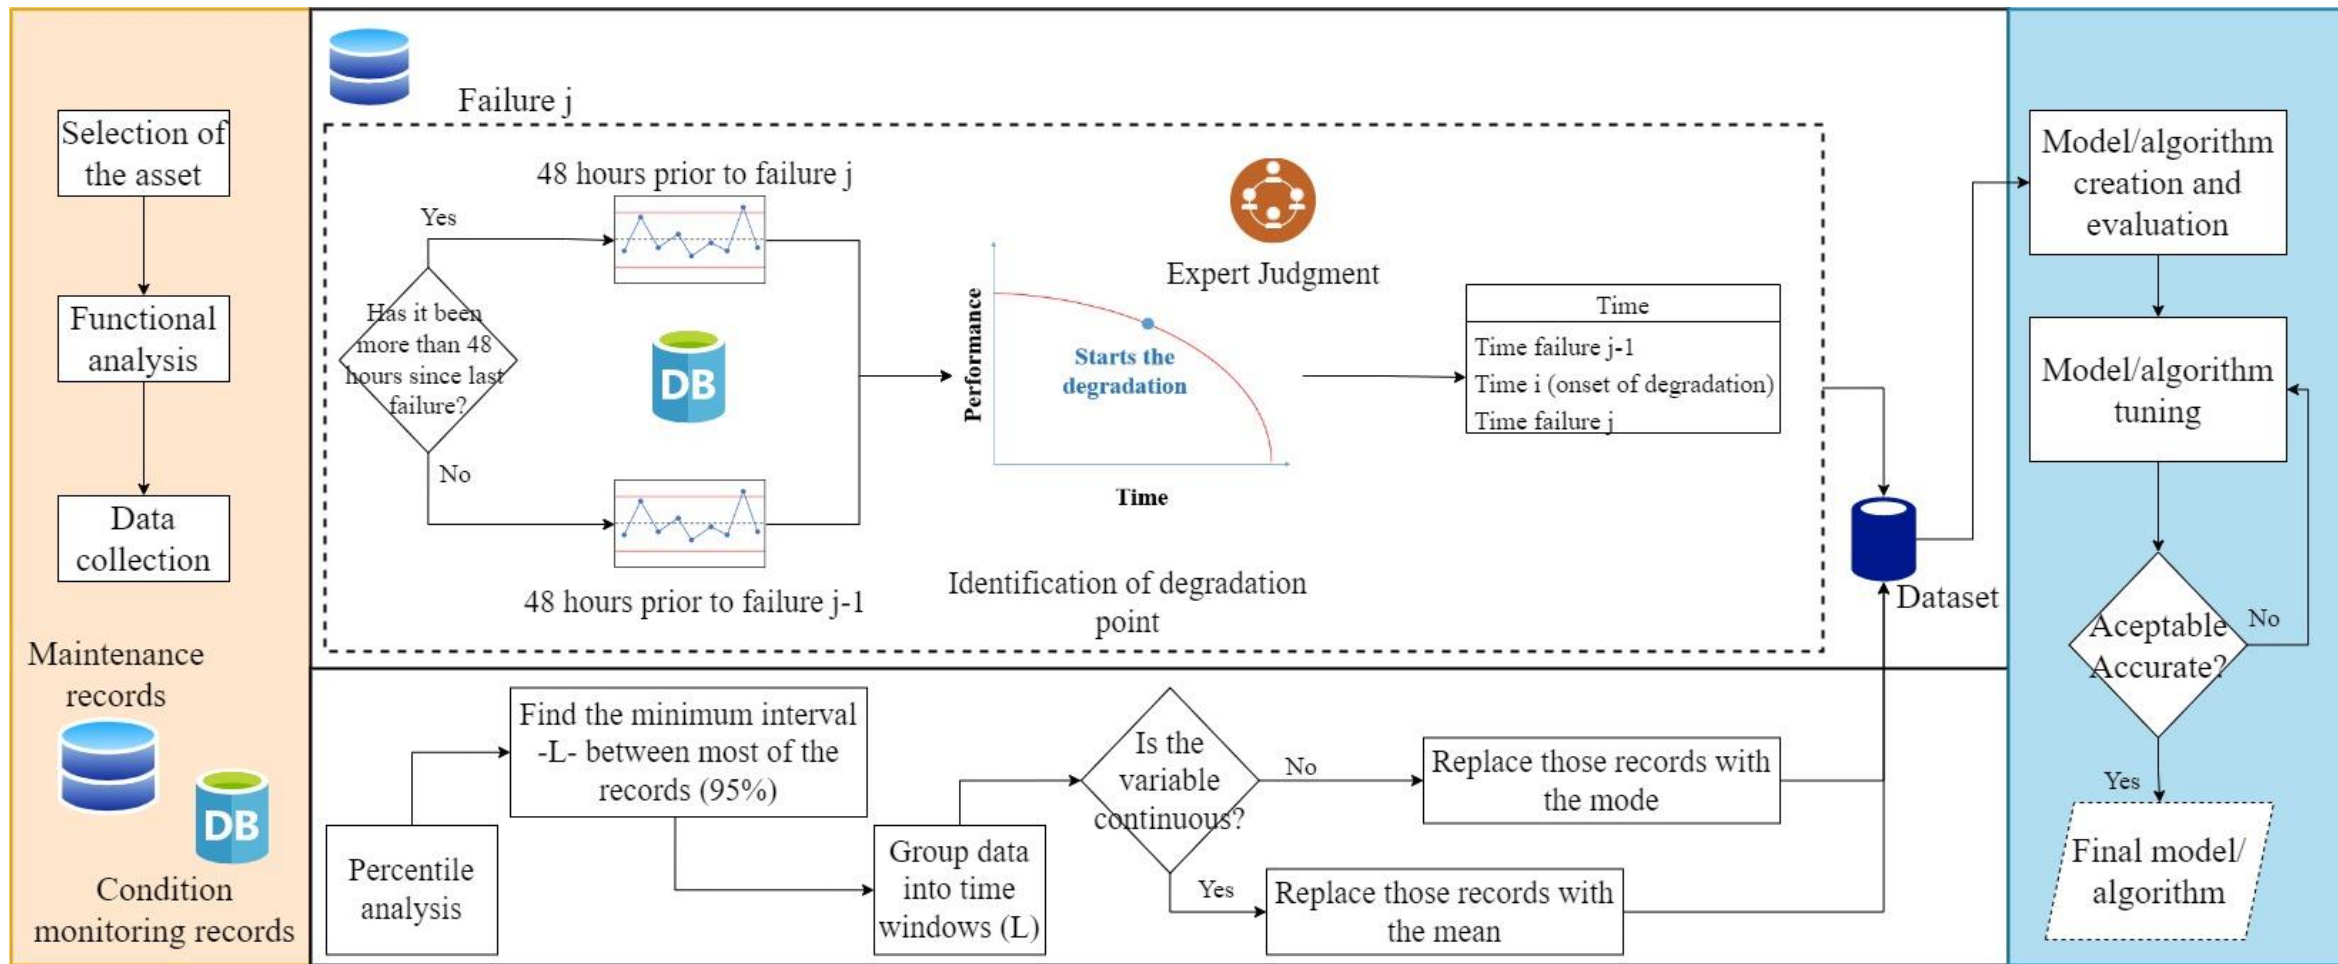 Selection of
the asset
Functional
analysis
Data
collection
Maintenance
records
DB
Condition
monitoring records
Failure j
48 hours prior to failure j
Yes
Has it been
more than 48
hours since last
failure?
No
DB
48 hours prior to failure j-1
Expert Judgment
Performance
Starts the
degradation
Time
Identification of degradation
point
Time
Time failure j-1
Time i (onset of degradation)
Time failure j
Dataset
Percentile
analysis
Find the minimum interval
-L- between most of the
records (95%)
Group data
into time
windows (L)
Is the
variable
continuous?
No
Replace those records with
the mode
Yes
Replace those records with
the mean
Model/algorithm
creation and
evaluation
Model/algorithm
tuning
Aceptable
Accurate?
No
Yes
Final model/
algorithm